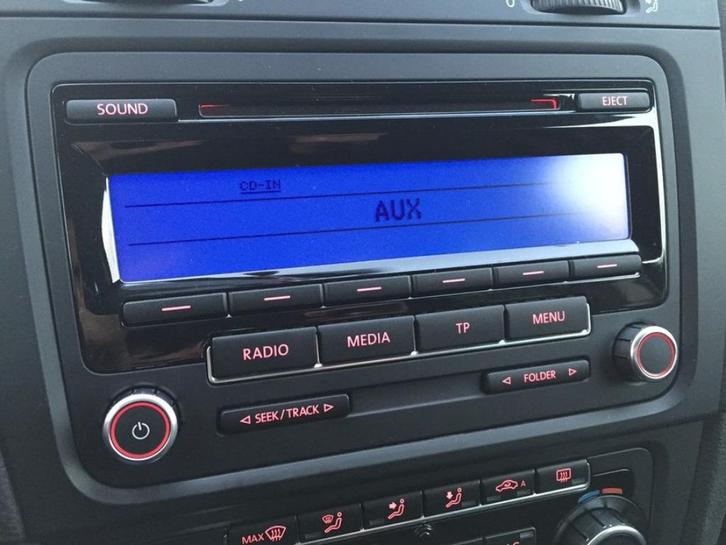 SOUND
EJECT
CD-IN
AUX
RADIO
MEDIA
TP
MENU
SEEK/TRACK
FOLDER
A
MAX